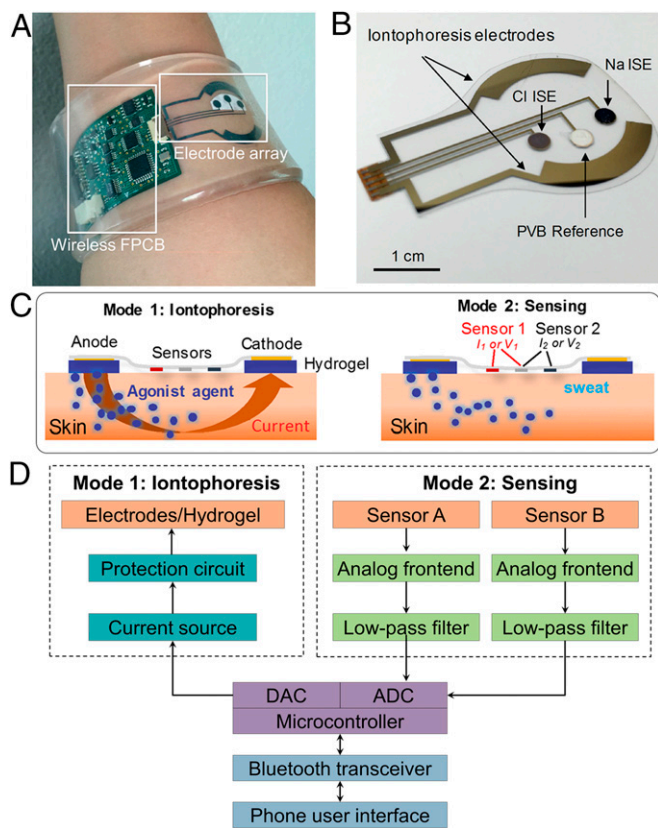 A
Electrode array
Wireless FPCB
B
Iontophoresis electrodes
Na ISE
Cl ISE
PVB Reference
1 cm
C
Mode 1: Iontophoresis
Anode
Cathode
Sensors
Hydrogel
Agonist agent
Skin
Current
Mode 2: Sensing
Sensor 1
I₁ or V₁
Sensor 2
I₂ or V₂
sweat
Skin
D
Mode 1: Iontophoresis
Electrodes/Hydrogel
Protection circuit
Current source
Mode 2: Sensing
Sensor A
Sensor B
Analog frontend
Analog frontend
Low-pass filter
Low-pass filter
DAC
ADC
Microcontroller
Bluetooth transceiver
Phone user interface